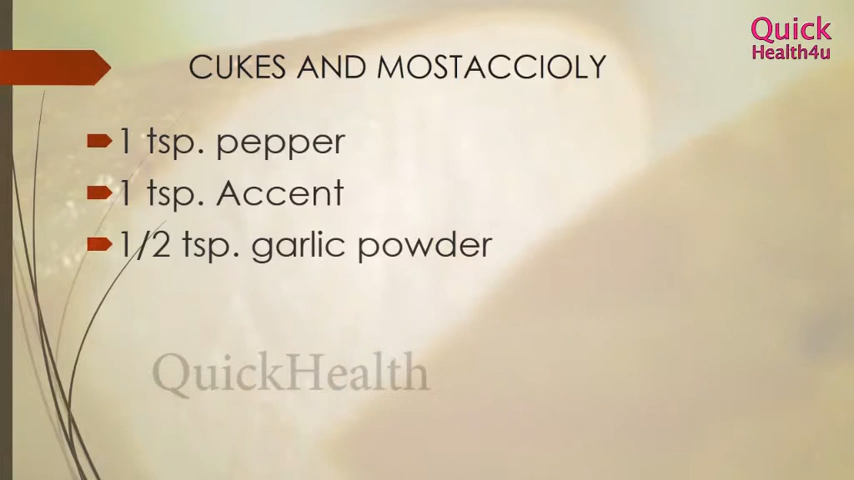 Quick
Health4u
CUKES AND MOSTACCIOLY
1 tsp. pepper
1 tsp. Accent
1/2 tsp. garlic powder
QuickHealth